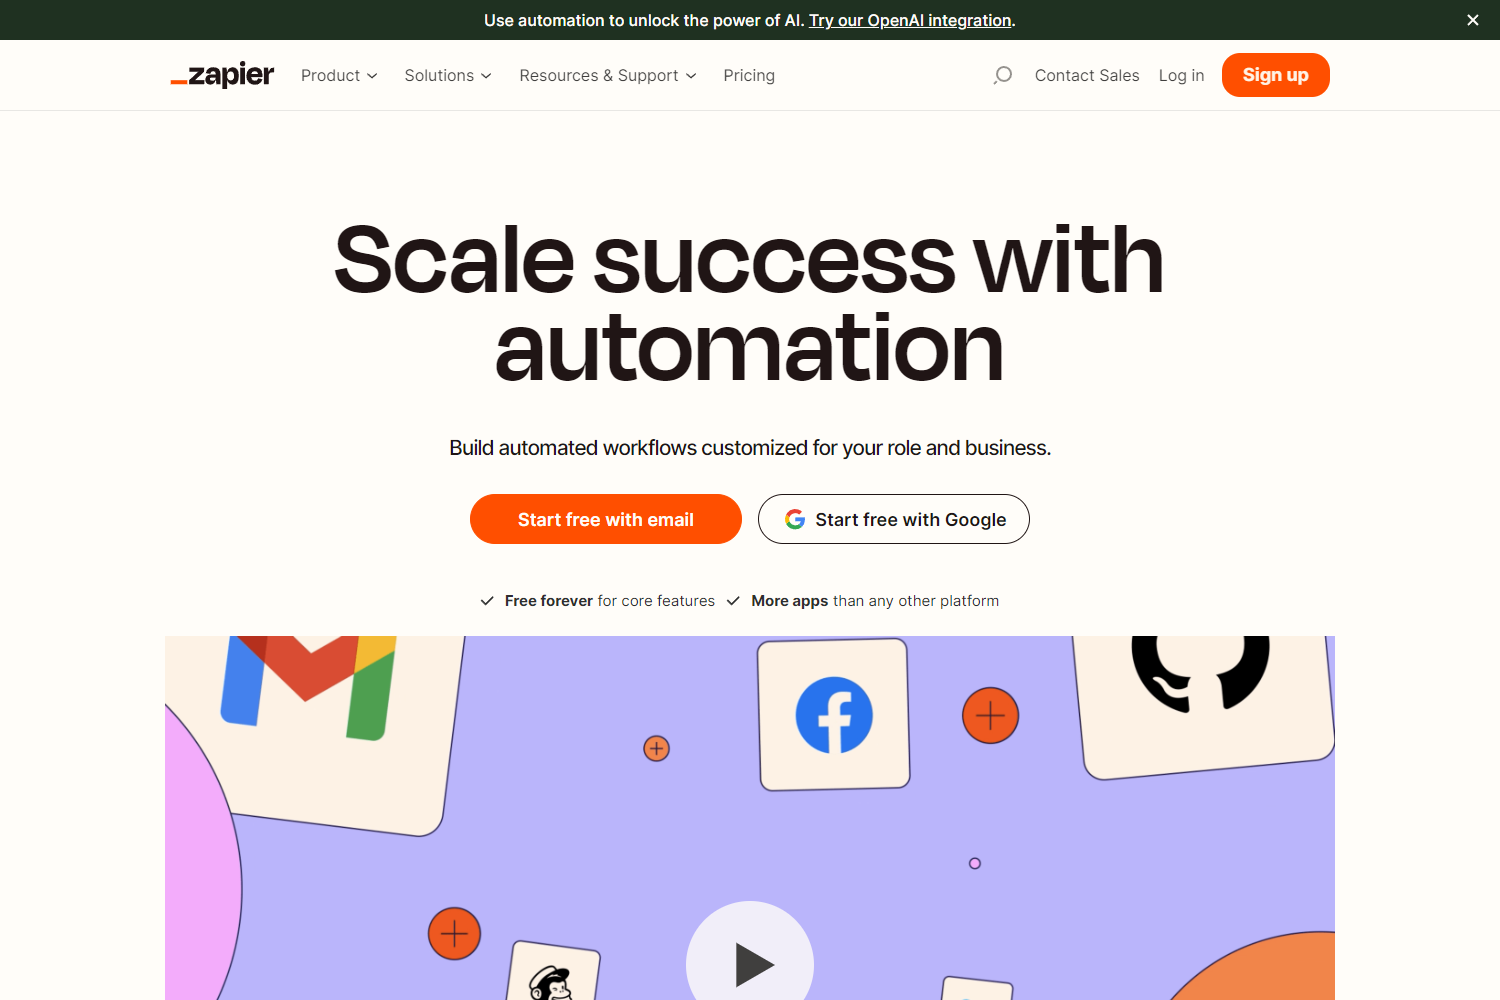 Use automation to unlock the power of AI. Try our OpenAI integration.
zapier Product Solutions Resources & Support Pricing Contact Sales Log in Sign up
Scale success with
automation
Build automated workflows customized for your role and business.
Start free with email Start free with Google
Free forever for core features More apps than any other platform